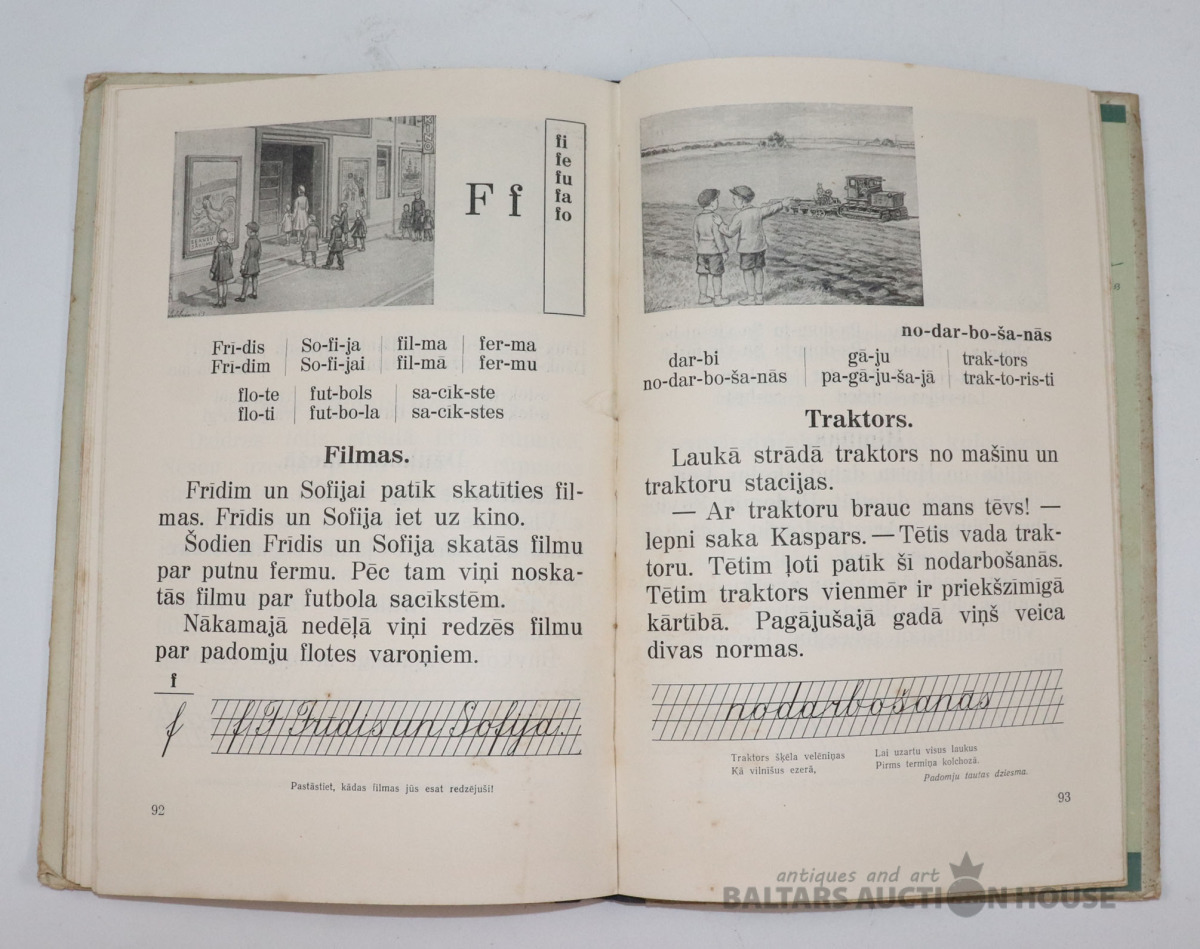 KINO
F f
fi
fe
fu
fa
fo
Frī-dis So-fi-ja fil-ma fer-ma
Frī-dim So-fi-jai fil-mā fer-mu
flo-te fut-bols sa-cīk-ste
flo-ti fut-bo-la sa-cīk-stes
Filmas.
Frīdim un Sofijai patīk skatīties fil-
mas. Frīdis un Sofija iet uz kino.
Šodien Frīdis un Sofija skatās filmu
par putnu fermu. Pēc tam viņi noska-
tās filmu par futbola sacīkstēm.
Nākamajā nedēļā viņi redzēs filmu
par padomju flotes varoņiem.
f
f f F Frīdis un Sofija.
Pastāstiet, kādas filmas jūs esat redzējuši!
92
no-dar-bo-ša-nās
dar-bi gā-ju trak-tors
no-dar-bo-ša-nās pa-gā-ju-ša-jā trak-to-ris-ti
Traktors.
Laukā strādā traktors no mašīnu un
traktoru stacijas.
— Ar traktoru brauc mans tēvs! —
lepni saka Kaspars. — Tētis vada trak-
toru. Tētim ļoti patīk šī nodarbošanās.
Tētim traktors vienmēr ir priekšzīmīgā
kārtībā. Pagājušajā gadā viņš veica
divas normas.
nodarbošanās
Traktors šķēla velēniņas
Kā vilnīšus ezerā,
Lai uzartu visus laukus
Pirms termiņa kolchozā.
Padomju tautas dziesma.
93
antiques and art
BALTARS AUCTION HOUSE